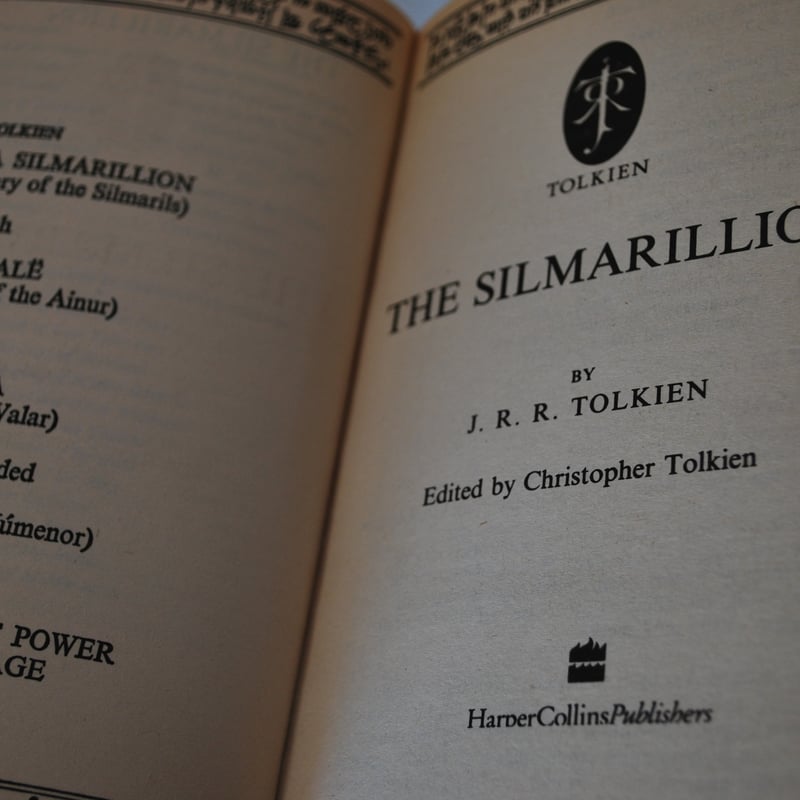 OLKIEN
A SILMARILLION
ry of the Silmarils)
h
ALË
f the Ainur)
Valar)
ded
úmenor)
POWER
AGE
TOLKIEN
THE SILMARILLIO
BY
J. R. R. TOLKIEN
Edited by Christopher Tolkien
HarperCollinsPublishers